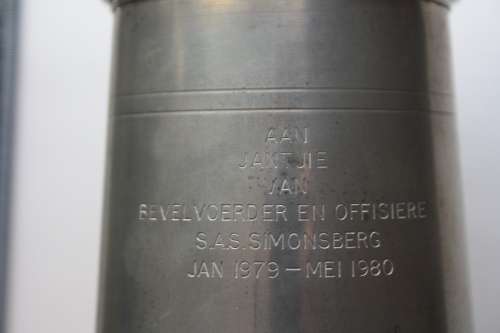 AAN
JANTJIE
VAN
BEVELVOERDER EN OFFISIERE
S.A.S. SIMONSBERG
JAN 1979 – MEI 1980